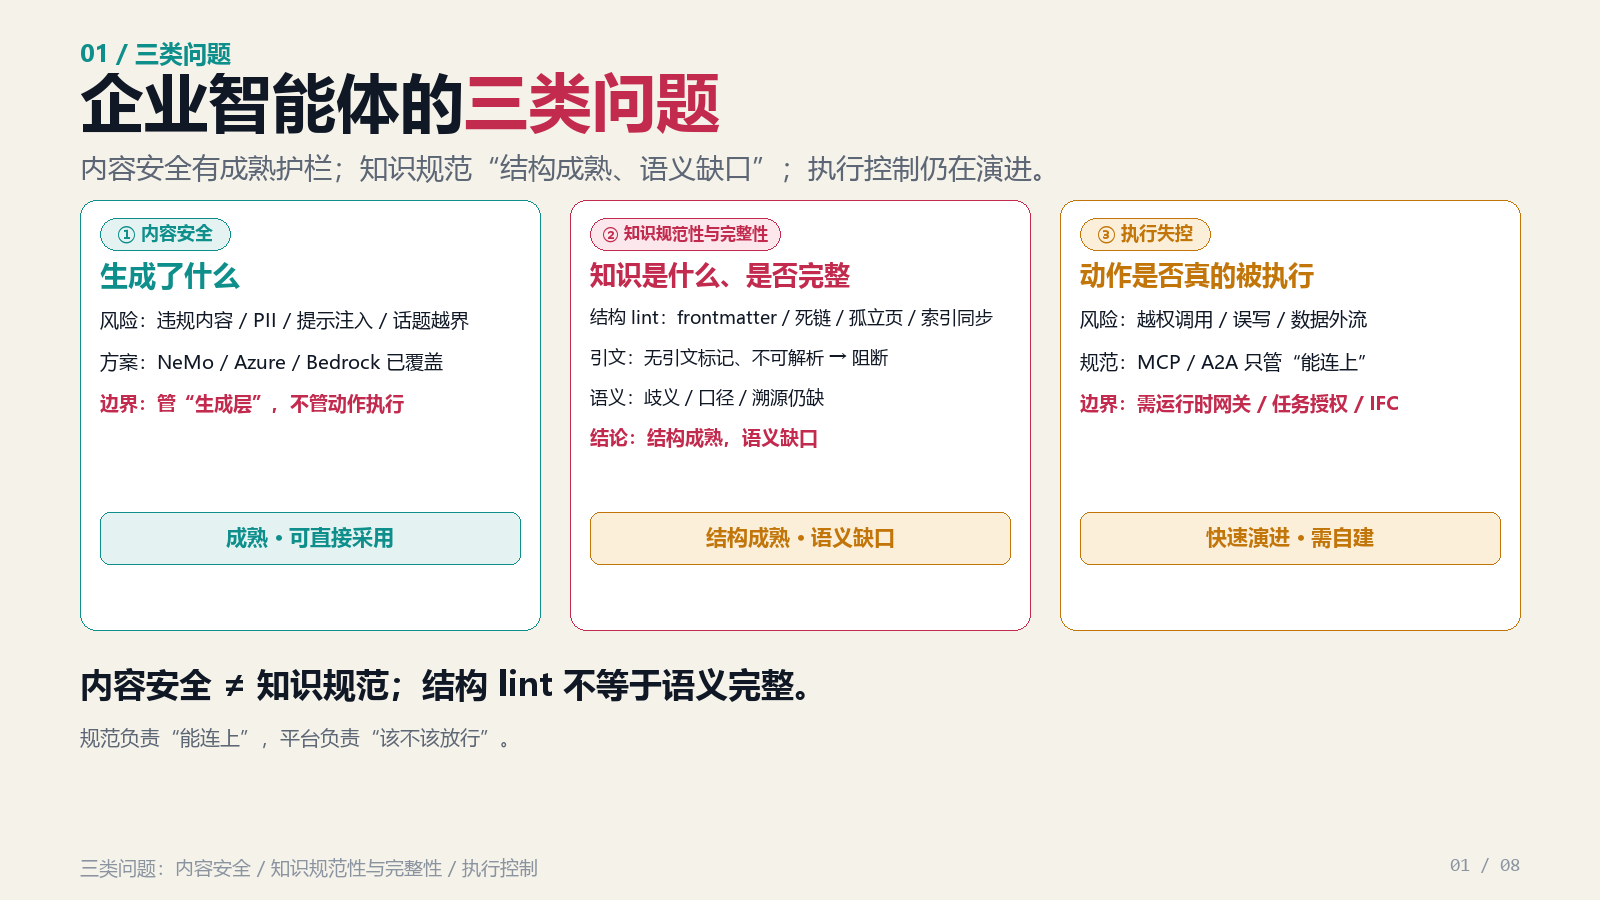 01 / 三类问题
企业智能体的三类问题
内容安全有成熟护栏；知识规范“结构成熟、语义缺口”；执行控制仍在演进。
① 内容安全
生成了什么
风险：违规内容 / PII / 提示注入 / 话题越界
方案：NeMo / Azure / Bedrock 已覆盖
边界：管“生成层”，不管动作执行
成熟 • 可直接采用
② 知识规范性与完整性
知识是什么、是否完整
结构 lint：frontmatter / 死链 / 孤立页 / 索引同步
引文：无引文标记、不可解析 → 阻断
语义：歧义 / 口径 / 溯源仍缺
结论：结构成熟，语义缺口
结构成熟 • 语义缺口
③ 执行失控
动作是否真的被执行
风险：越权调用 / 误写 / 数据外流
规范：MCP / A2A 只管“能连上”
边界：需运行时网关 / 任务授权 / IFC
快速演进 • 需自建
内容安全 ≠ 知识规范；结构 lint 不等于语义完整。
规范负责“能连上”，平台负责“该不该放行”。
三类问题：内容安全 / 知识规范性与完整性 / 执行控制
01 / 08